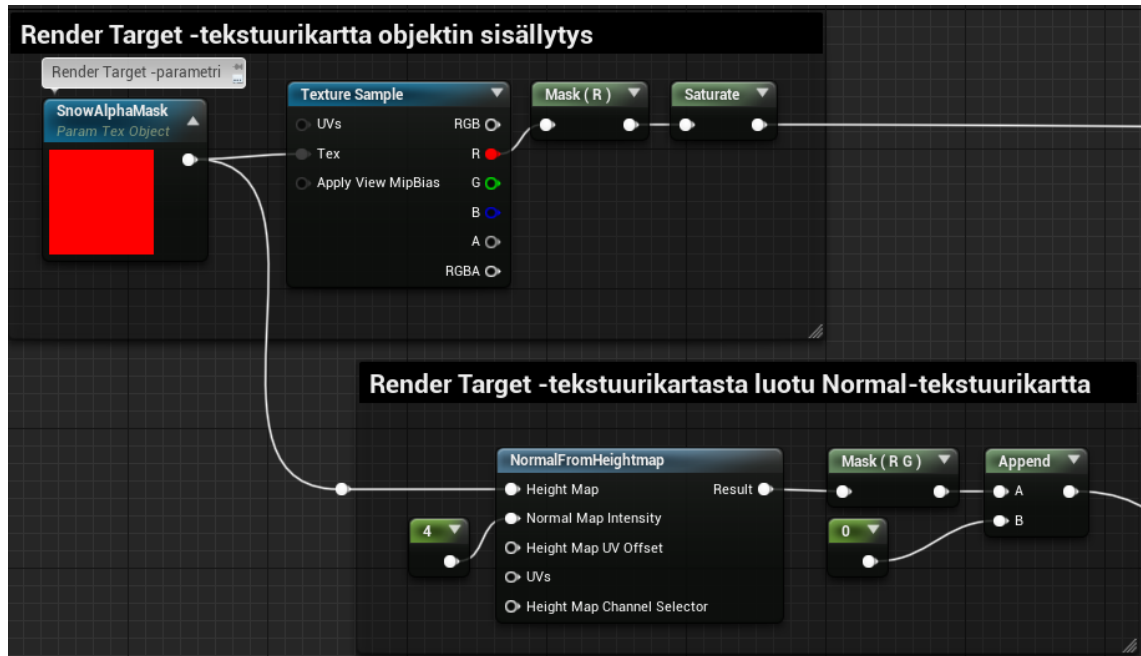 Render Target -tekstuurikartta objektin sisällytys
Render Target -parametri
SnowAlphaMask
Param Tex Object
Texture Sample
UVs
RGB
Tex
R
Apply View MipBias
G
B
A
RGBA
Mask ( R )
Saturate
Render Target -tekstuurikartasta luotu Normal-tekstuurikartta
NormalFromHeightmap
Height Map
Result
Normal Map Intensity
Height Map UV Offset
UVs
Height Map Channel Selector
4
Mask ( R G )
0
Append
A
B